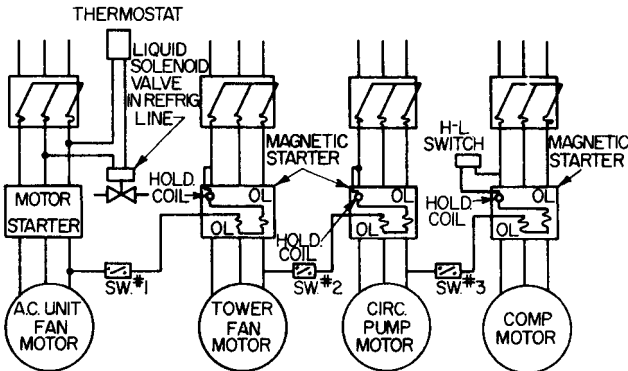 THERMOSTAT
LIQUID
SOLENOID
VALVE
IN REFRIG
LINE
H-L
SWITCH
MAGNETIC
STARTER
MAGNETIC
STARTER
MOTOR
STARTER
HOLD.
COIL
OL
OL
HOLD.
COIL
OL
OL
HOLD.
COIL
OL
OL
SW. #1
SW. #2
SW. #3
A.C. UNIT
FAN
MOTOR
TOWER
FAN
MOTOR
CIRC.
PUMP
MOTOR
COMP
MOTOR